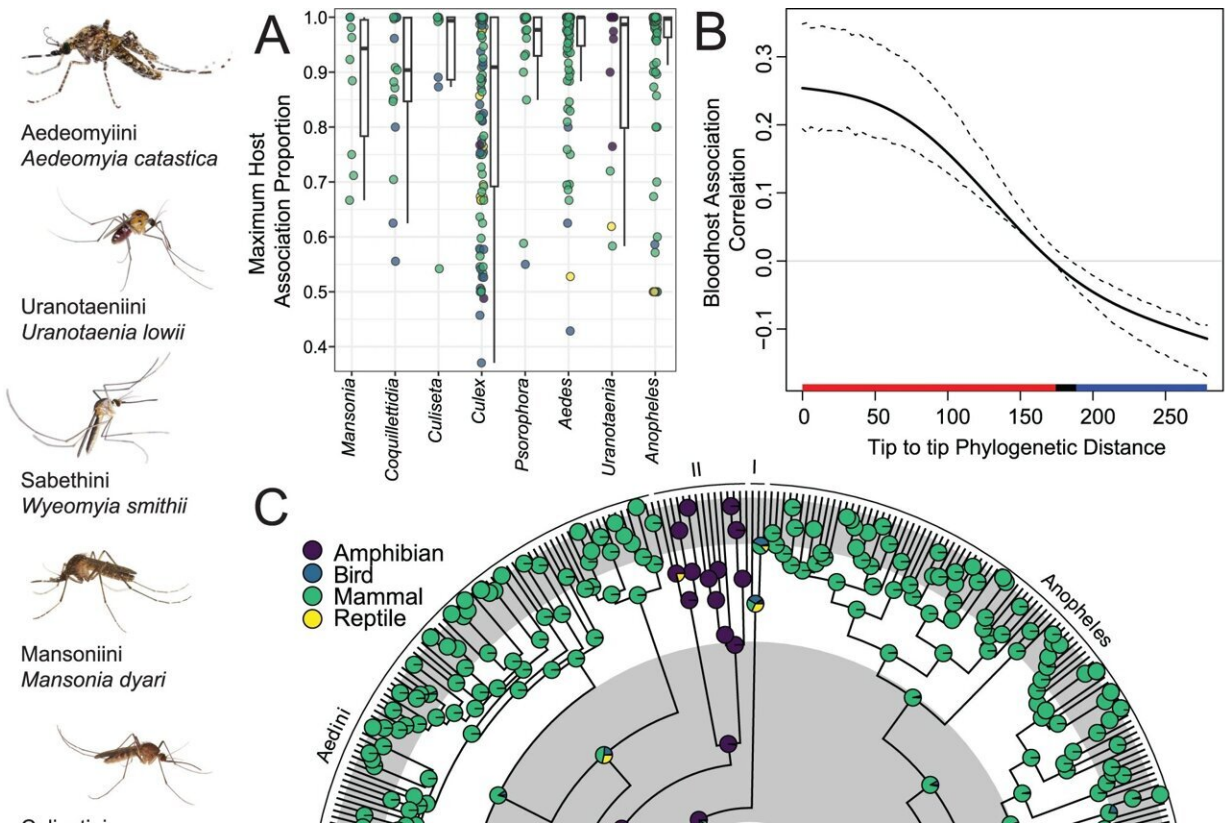 Aedeomyiini
Aedeomyia catastica
Uranotaeniini
Uranotaenia lowii
Sabethini
Wyeomyia smithii
Mansoniini
Mansonia dyari
A
Maximum Host
Association Proportion
1.0
0.9
0.8
0.7
0.6
0.5
0.4
Mansonia
Coquillettidia
Culiseta
Culex
Psorophora
Aedes
Uranotaenia
Anopheles
B
Bloodhost Association
Correlation
0.3
0.2
0.1
0.0
−0.1
0
50
100
150
200
250
Tip to tip Phylogenetic Distance
C
Amphibian
Bird
Mammal
Reptile
II
I
Anopheles
Aedini